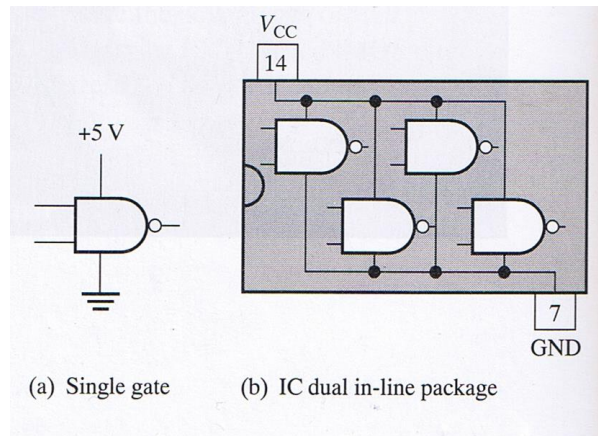 V_CC
14
+5 V
7
GND
(a) Single gate
(b) IC dual in-line package